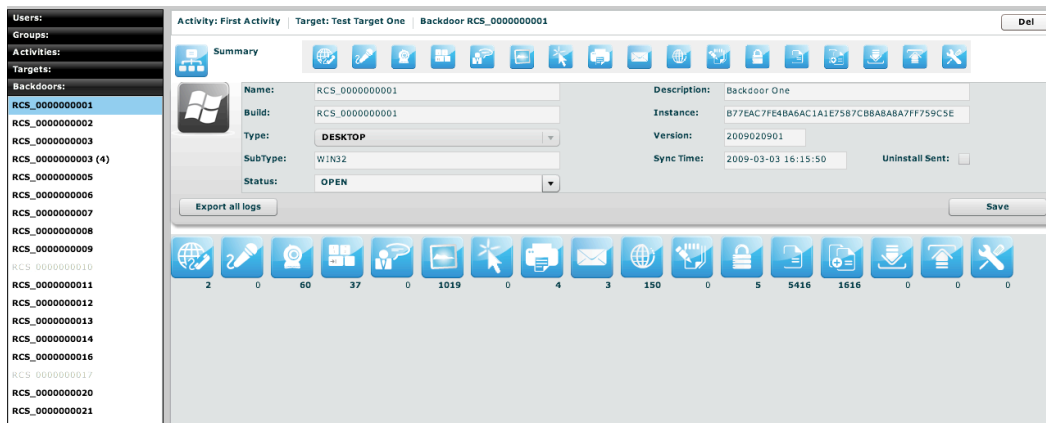 Users:
Groups:
Activities:
Targets:
Backdoors:
RCS_0000000001
RCS_0000000002
RCS_0000000003
RCS_0000000003 (4)
RCS_0000000005
RCS_0000000006
RCS_0000000007
RCS_0000000008
RCS_0000000009
RCS_0000000010
RCS_0000000011
RCS_0000000012
RCS_0000000013
RCS_0000000014
RCS_0000000016
RCS_0000000017
RCS_0000000020
RCS_0000000021
Activity: First Activity | Target: Test Target One | Backdoor RCS_0000000001
Del
Summary
Name: RCS_0000000001 Description: Backdoor One
Build: RCS_0000000001 Instance: B77EAC7FE4BA6AC1A1E7587CB8A8A8A7FF759C5E
Type: DESKTOP Version: 2009020901
SubType: WIN32 Sync Time: 2009-03-03 16:15:50 Uninstall Sent:
Status: OPEN
Export all logs Save
2 0 60 37 0 1019 0 4 3 150 0 5 5416 1616 0 0 0